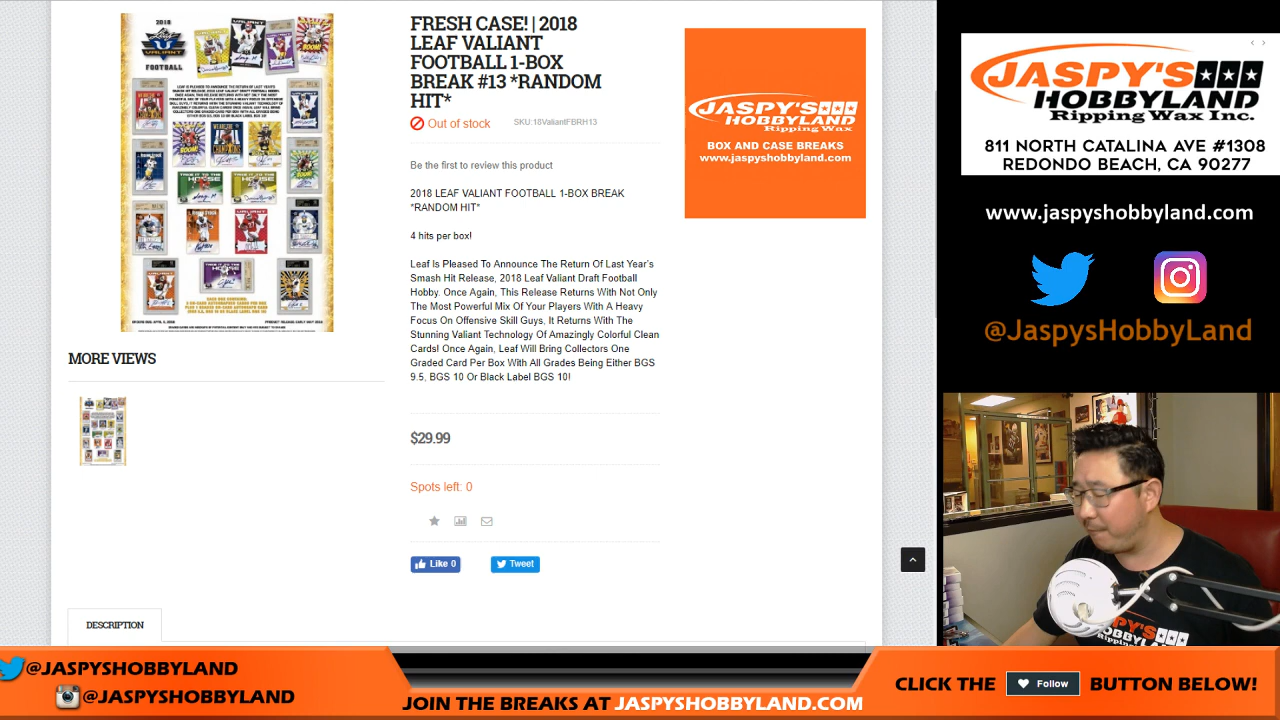 FRESH CASE! | 2018
LEAF VALIANT
FOOTBALL 1-BOX
BREAK #13 *RANDOM
HIT*
Out of stock
SKU:18ValiantFBRH13
Be the first to review this product
2018 LEAF VALIANT FOOTBALL 1-BOX BREAK
*RANDOM HIT*
4 hits per box!
Leaf Is Pleased To Announce The Return Of Last Year's
Smash Hit Release, 2018 Leaf Valiant Draft Football
Hobby. Once Again, This Release Returns With Not Only
The Most Powerful Mix Of Your Players With A Heavy
Focus On Offensive Skill Guys, It Returns With The
Stunning Valiant Technology Of Amazingly Colorful Clean
Cards! Once Again, Leaf Will Bring Collectors One
Graded Card Per Box With All Grades Being Either BGS
9.5, BGS 10 Or Black Label BGS 10!
$29.99
Spots left: 0
Like 0
Tweet
2018
VALIANT
FOOTBALL
MORE VIEWS
DESCRIPTION
JASPY'S
HOBBYLAND
Ripping Wax
BOX AND CASE BREAKS
www.jaspyshobbyland.com
JASPY'S
HOBBYLAND
Ripping Wax Inc.
811 NORTH CATALINA AVE #1308
REDONDO BEACH, CA 90277
www.jaspyshobbyland.com
@JaspysHobbyLand
JASPY'S
@JASPYSHOBBYLAND
@JASPYSHOBBYLAND
JOIN THE BREAKS AT JASPYSHOBBYLAND.COM
CLICK THE Follow BUTTON BELOW!